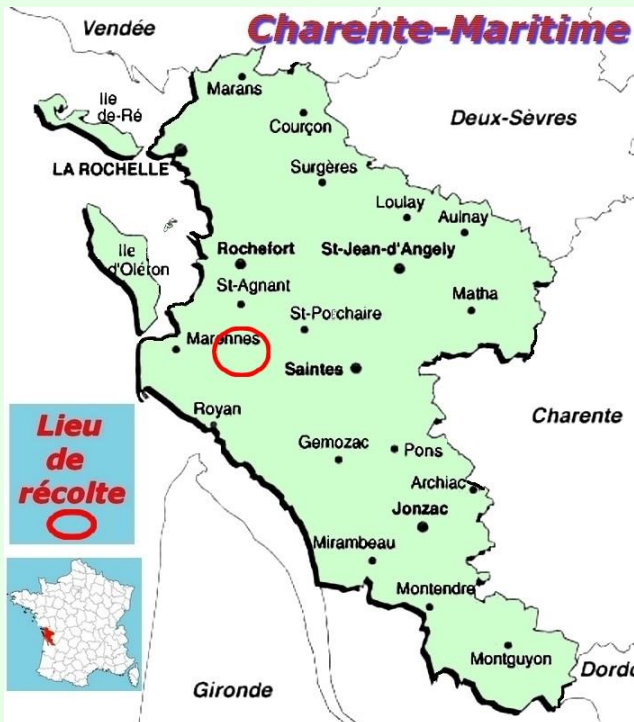 Charente-Maritime
Vendée
Marans
Ile
de-Ré
Courçon
Deux-Sèvres
LA ROCHELLE
Surgères
Loulay
Aulnay
Ile
d'Oléron
Rochefort
St-Jean-d'Angely
St-Agnant
Matha
St-Porchaire
Marennes
Saintes
Royan
Charente
Lieu
de
récolte
Gemozac
Pons
Archiac
Jonzac
Mirambeau
Montendre
Montguyon
Dordo
Gironde